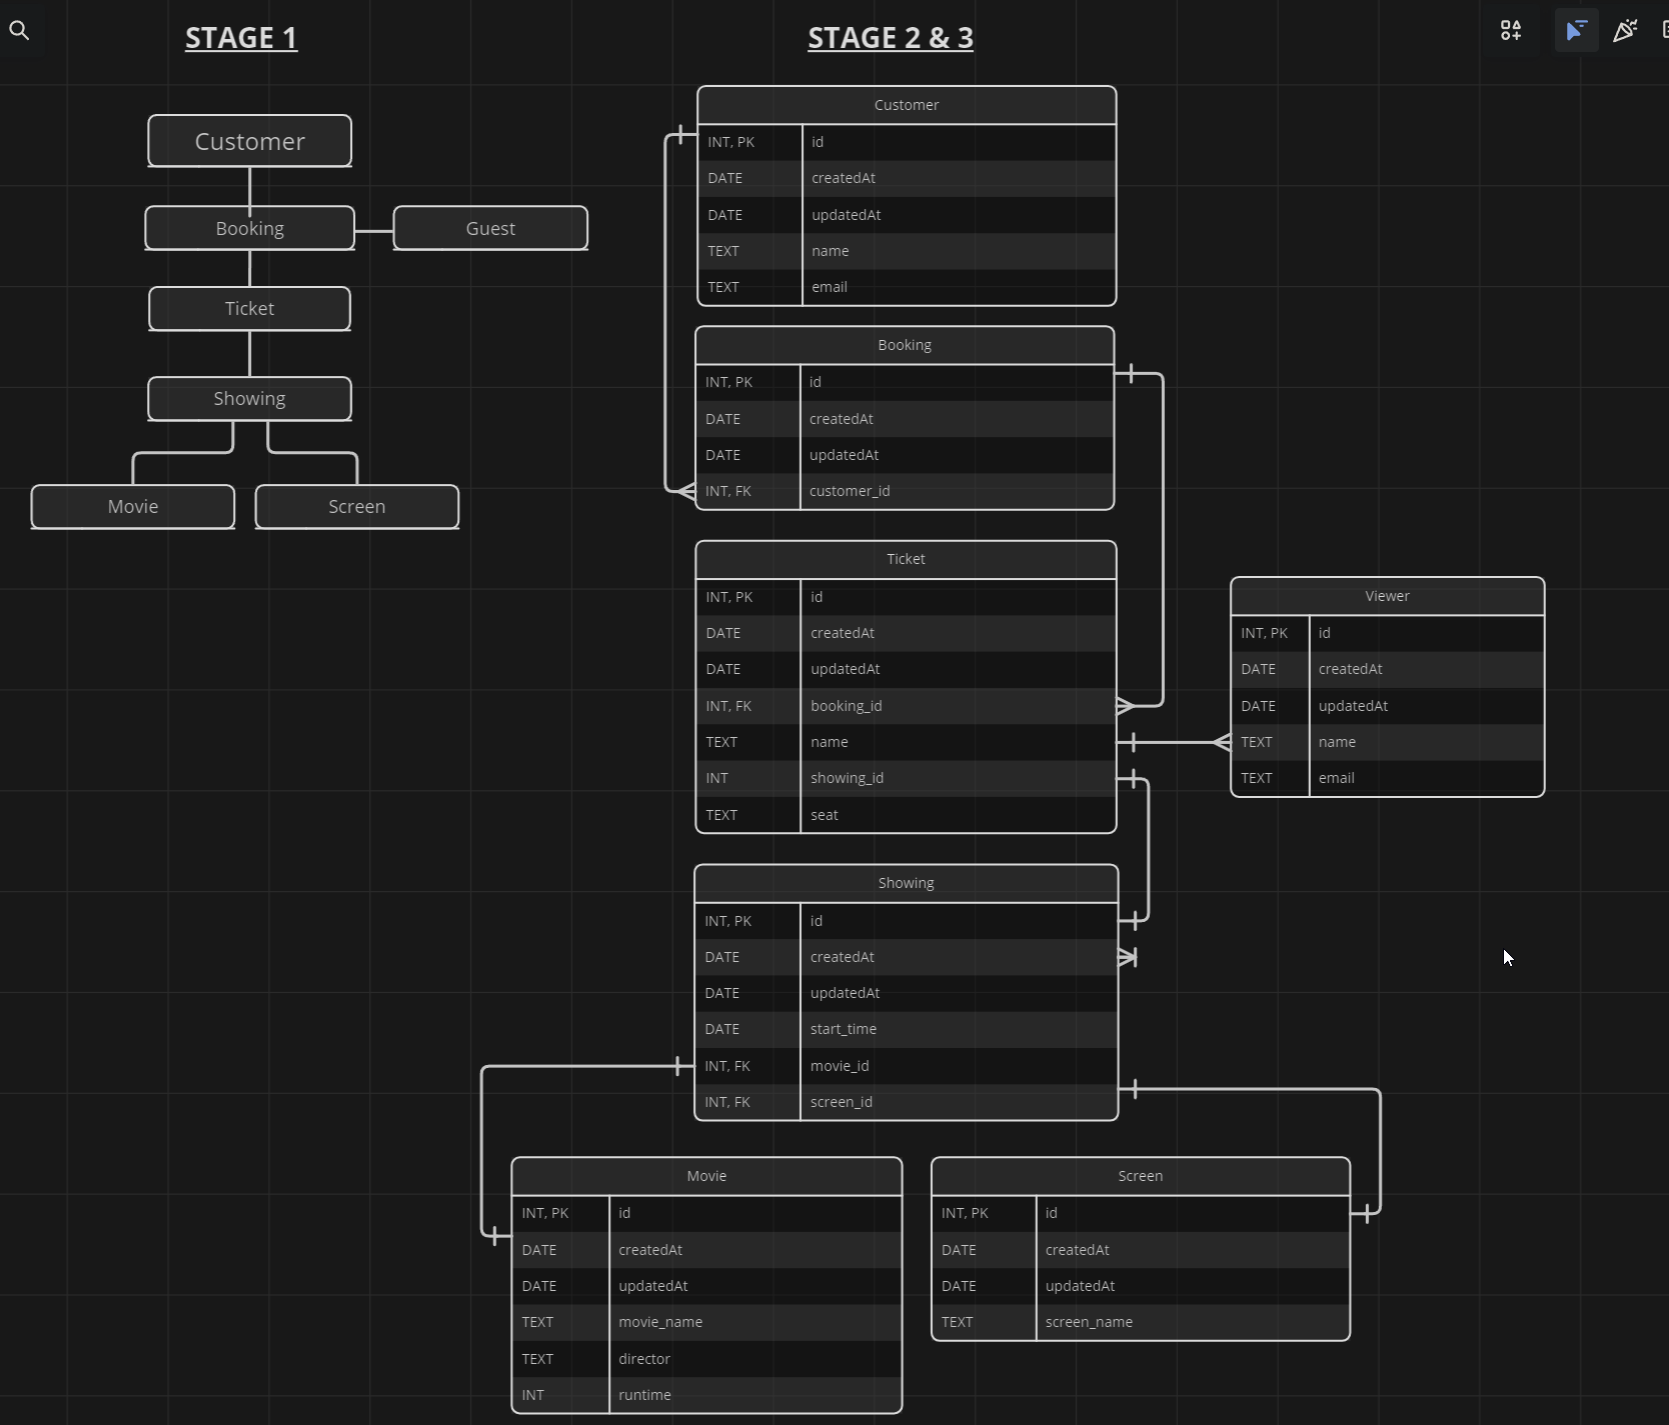 STAGE 1
Customer
Booking
Guest
Ticket
Showing
Movie
Screen
STAGE 2 & 3
Customer
INT, PK id
DATE createdAt
DATE updatedAt
TEXT name
TEXT email
Booking
INT, PK id
DATE createdAt
DATE updatedAt
INT, FK customer_id
Ticket
INT, PK id
DATE createdAt
DATE updatedAt
INT, FK booking_id
TEXT name
INT showing_id
TEXT seat
Viewer
INT, PK id
DATE createdAt
DATE updatedAt
TEXT name
TEXT email
Showing
INT, PK id
DATE createdAt
DATE updatedAt
DATE start_time
INT, FK movie_id
INT, FK screen_id
Movie
INT, PK id
DATE createdAt
DATE updatedAt
TEXT movie_name
TEXT director
INT runtime
Screen
INT, PK id
DATE createdAt
DATE updatedAt
TEXT screen_name